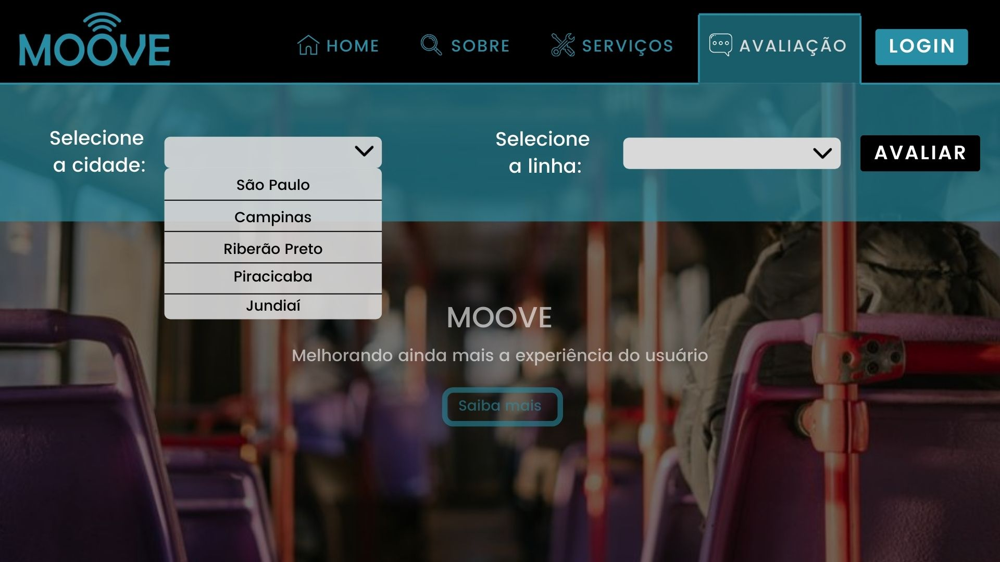 MOOVE
HOME
SOBRE
SERVIÇOS
AVALIAÇÃO
LOGIN
Selecione
a cidade:
São Paulo
Campinas
Riberão Preto
Piracicaba
Jundiaí
Selecione
a linha:
AVALIAR
MOOVE
Melhorando ainda mais a experiência do usuário
Saiba mais